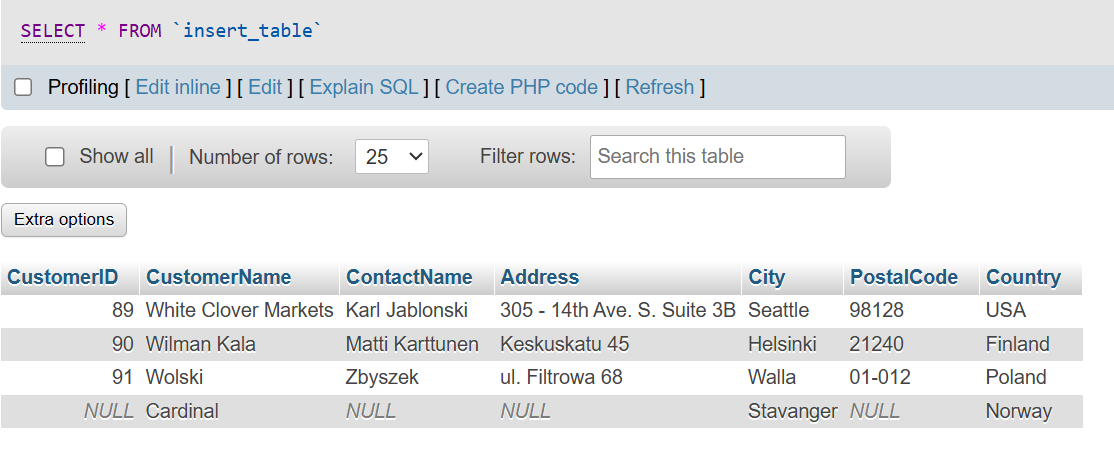 SELECT * FROM `insert_table`
Profiling [ Edit inline ] [ Edit ] [ Explain SQL ] [ Create PHP code ] [ Refresh ]
Show all Number of rows: 25 Filter rows: Search this table
Extra options
CustomerID CustomerName ContactName Address City PostalCode Country
89 White Clover Markets Karl Jablonski 305 - 14th Ave. S. Suite 3B Seattle 98128 USA
90 Wilman Kala Matti Karttunen Keskuskatu 45 Helsinki 21240 Finland
91 Wolski Zbyszek ul. Filtrowa 68 Walla 01-012 Poland
NULL Cardinal NULL NULL Stavanger NULL Norway